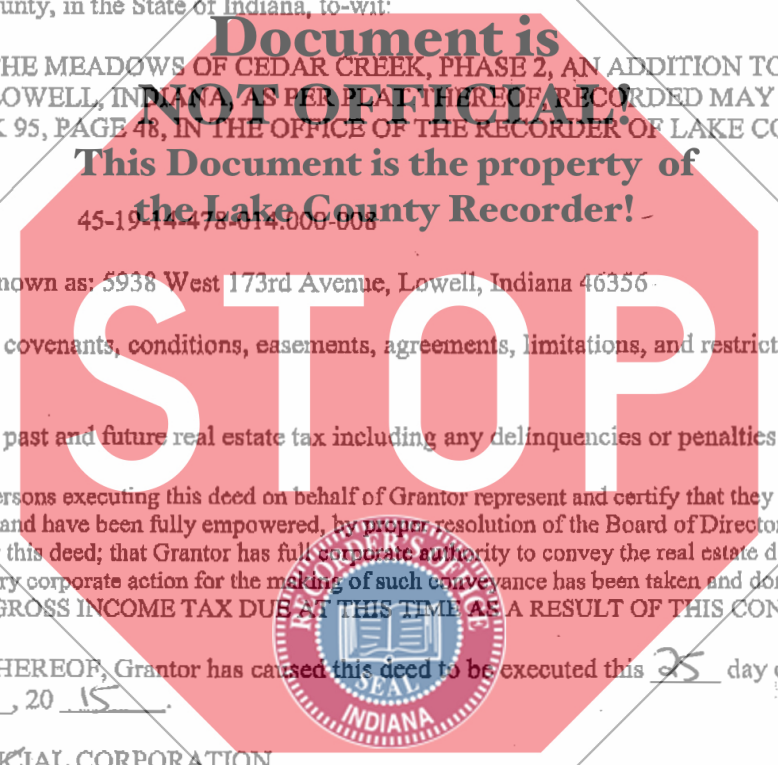 unty, in the State of Indiana, to-wit:
Document is
HE MEADOWS OF CEDAR CREEK, PHASE 2, AN ADDITION TO
OWELL, INDIANA, AS PER PLAT THEREOF RECORDED MAY
NOT OFFICIAL!
K 95, PAGE 48, IN THE OFFICE OF THE RECORDER OF LAKE CO
This Document is the property of
the Lake County Recorder!
45-19-14-478-014.000-008
nown as: 5938 West 173rd Avenue, Lowell, Indiana 46356
STOP
covenants, conditions, easements, agreements, limitations, and restrict
past and future real estate tax including any delinquencies or penalties
ersons executing this deed on behalf of Grantor represent and certify that they
and have been fully empowered, by proper resolution of the Board of Director
this deed; that Grantor has full corporate authority to convey the real estate d
ry corporate action for the making of such conveyance has been taken and don
GROSS INCOME TAX DUE AT THIS TIME AS A RESULT OF THIS CON
RECORDER'S OFFICE
SEAL
INDIANA
HEREOF, Grantor has caused this deed to be executed this 25 day
, 20 15.
CIAL CORPORATION